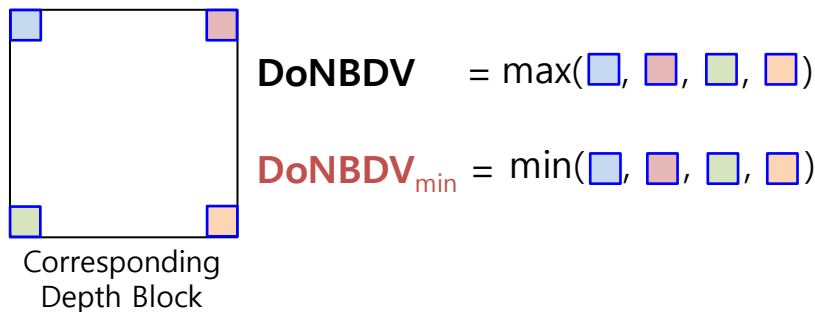 DoNBDV = max( , , , )
DoNBDVmin = min( , , , )
Corresponding
Depth Block